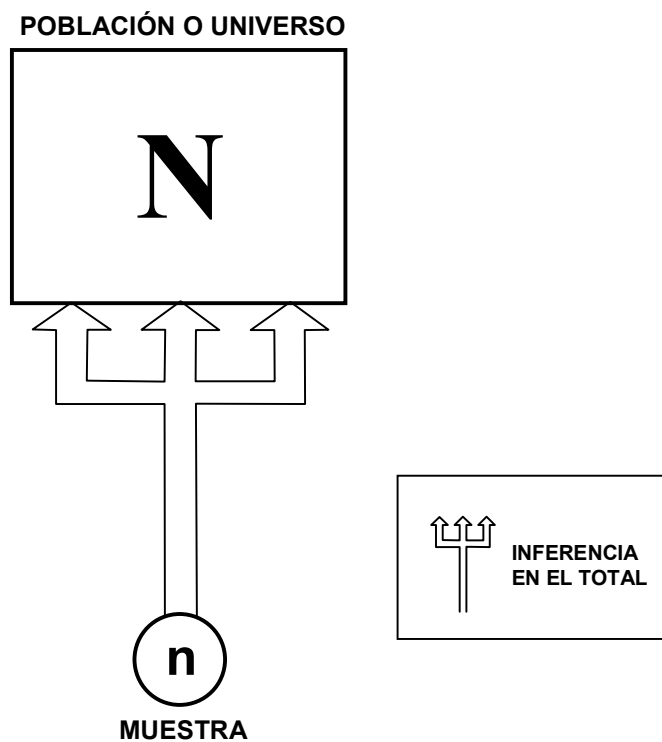 POBLACIÓN O UNIVERSO
N
INFERENCIA
EN EL TOTAL
n
MUESTRA